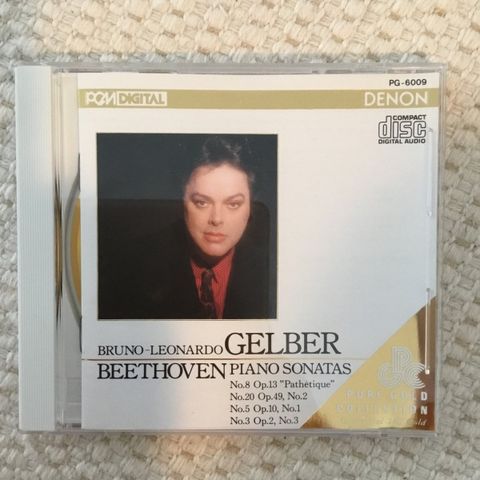 PG-6009
PCM DIGITAL
DENON
COMPACT
disc
DIGITAL AUDIO
BRUNO-LEONARDO GELBER
BEETHOVEN PIANO SONATAS
No.8 Op.13 "Pathétique"
No.20 Op.49, No.2
No.5 Op.10, No.1
No.3 Op.2, No.3
PURE GOLD
COLLECTION